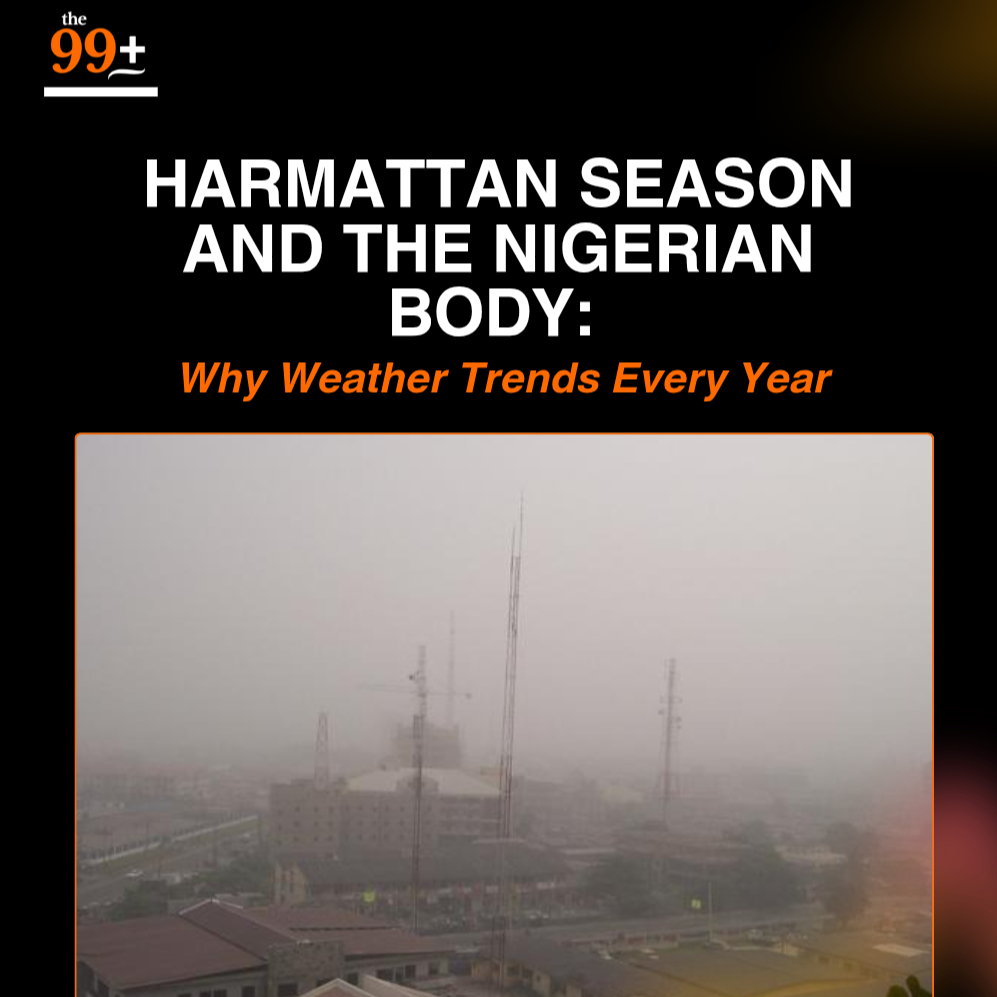 the
99+
HARMATTAN SEASON
AND THE NIGERIAN
BODY:
Why Weather Trends Every Year